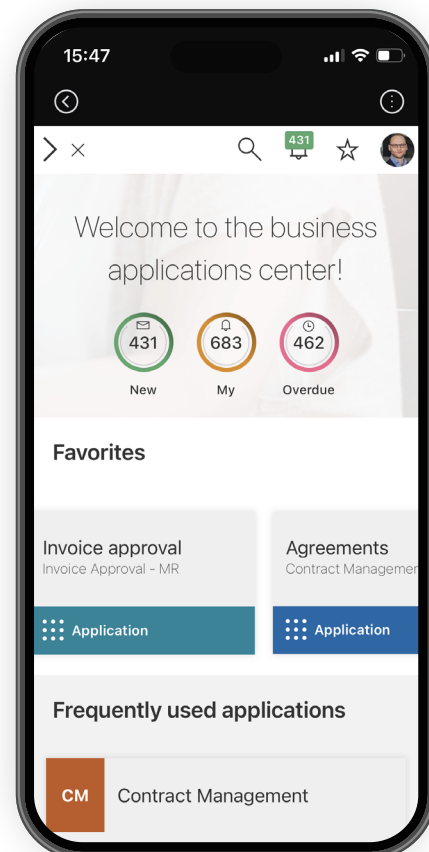 15:47
431
Welcome to the business
applications center!
431
683
462
New
My
Overdue
Favorites
Invoice approval
Agreements
Invoice Approval - MR
Contract Managemer
Application
Application
Frequently used applications
CM
Contract Management